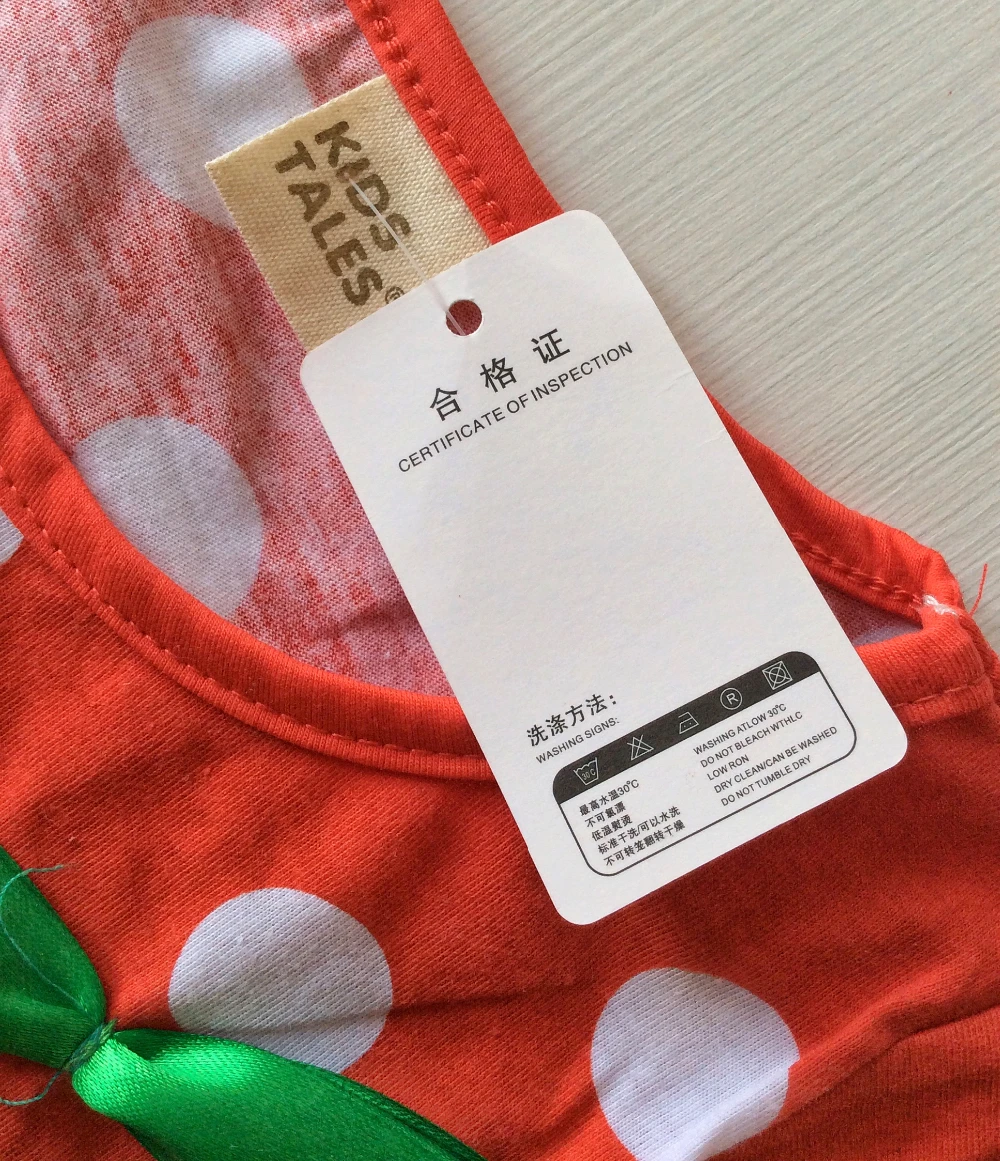 KIDS
TALES®
合格证
CERTIFICATE OF INSPECTION
洗涤方法:
WASHING SIGNS:
30°C
R
最高水温30°C
不可氯漂
低温熨烫
标准干洗/可以水洗
不可转笼翻转干燥
WASHING ATLOW 30°C
DO NOT BLEACH WTHLC
LOW RON
DRY CLEAN/CAN BE WASHED
DO NOT TUMBLE DRY